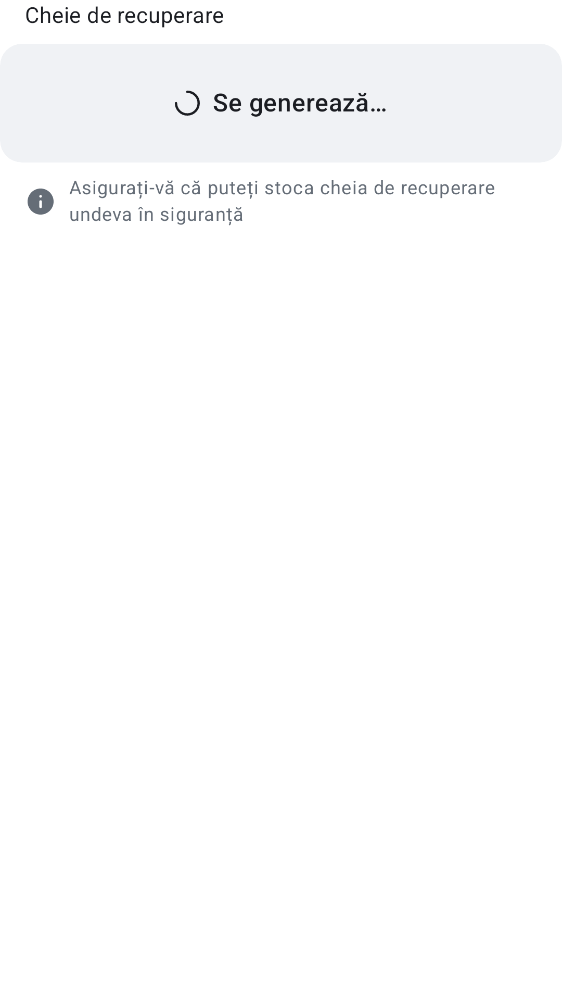 Cheie de recuperare
Se generează…
Asigurați-vă că puteți stoca cheia de recuperare
undeva în siguranță